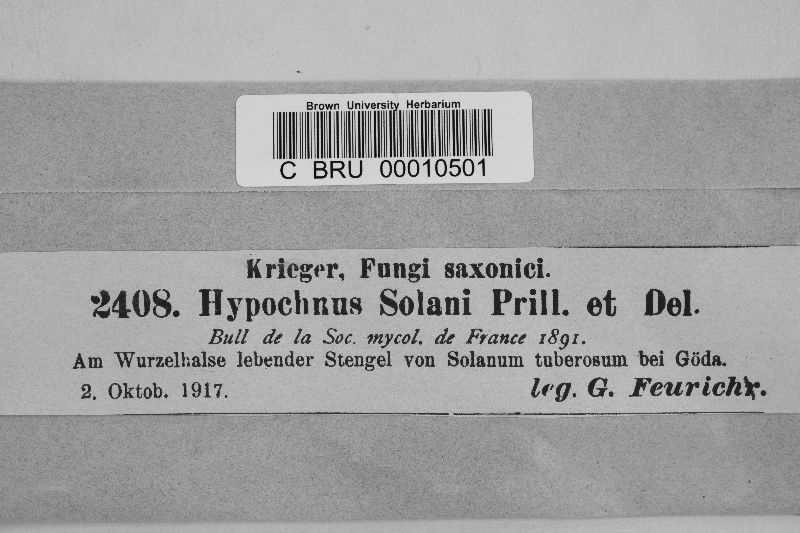 Brown University Herbarium
C BRU 00010501
Krieger, Fungi saxonici.
2408. Hypochnus Solani Prill. et Del.
Bull de la Soc. mycol. de France 1891.
Am Wurzelhalse lebender Stengel von Solanum tuberosum bei Göda.
2. Oktob. 1917. leg. G. Feurich.